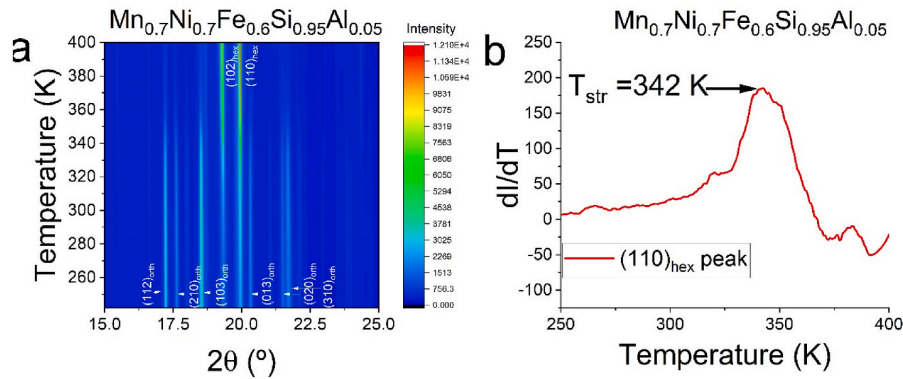 Mn0.7Ni0.7Fe0.6Si0.95Al0.05
a
Temperature (K)
400
380
360
340
320
300
280
260
15.0 17.5 20.0 22.5 25.0
2θ (º)
(102)hex
(110)hex
(112)orth
(210)orth
(103)orth
(013)orth
(020)orth
(310)orth
Intensity
1.210E+4
1.134E+4
1.059E+4
9831
9075
8319
7563
6806
6050
5294
4538
3781
3025
2269
1513
756.3
0.000
Mn0.7Ni0.7Fe0.6Si0.95Al0.05
b
Tstr =342 K
dI/dT
250
200
150
100
50
0
-50
-100
(110)hex peak
250 300 350 400
Temperature (K)